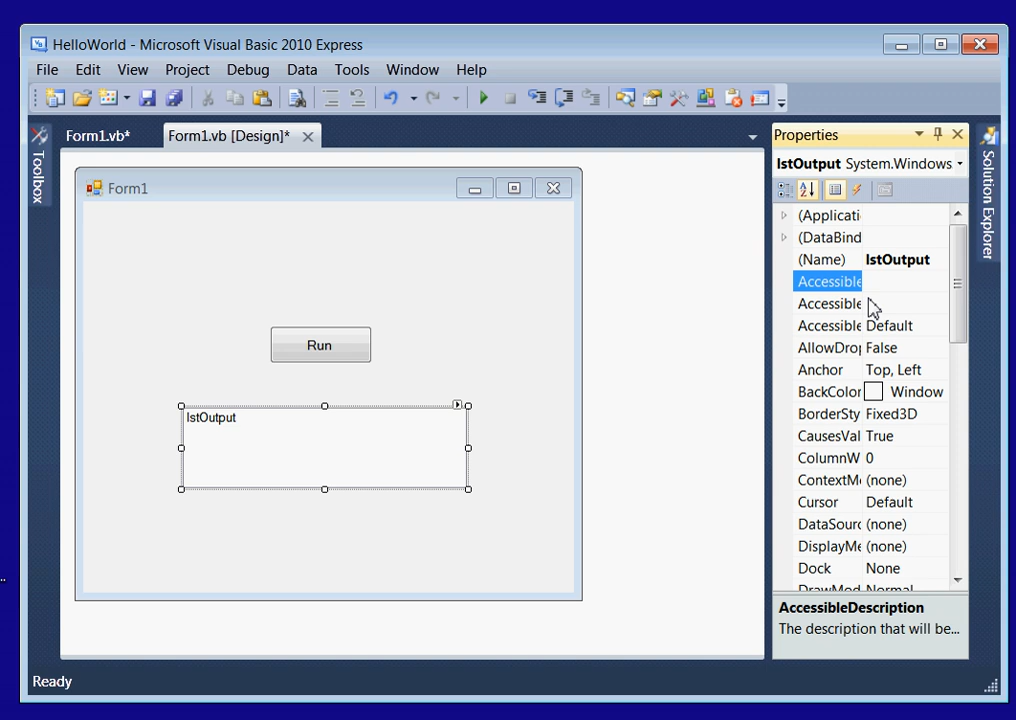 HelloWorld - Microsoft Visual Basic 2010 Express
File Edit View Project Debug Data Tools Window Help
Form1.vb* Form1.vb [Design]*
Toolbox
Form1
Run
lstOutput
Properties
lstOutput System.Windows
(Applicati
(DataBind
(Name) lstOutput
Accessible
Accessible
Accessible Default
AllowDrop False
Anchor Top, Left
BackColor Window
BorderSty Fixed3D
CausesVal True
ColumnW 0
ContextMe (none)
Cursor Default
DataSourc (none)
DisplayMe (none)
Dock None
DrawMod Normal
AccessibleDescription
The description that will be...
Solution Explorer
Ready